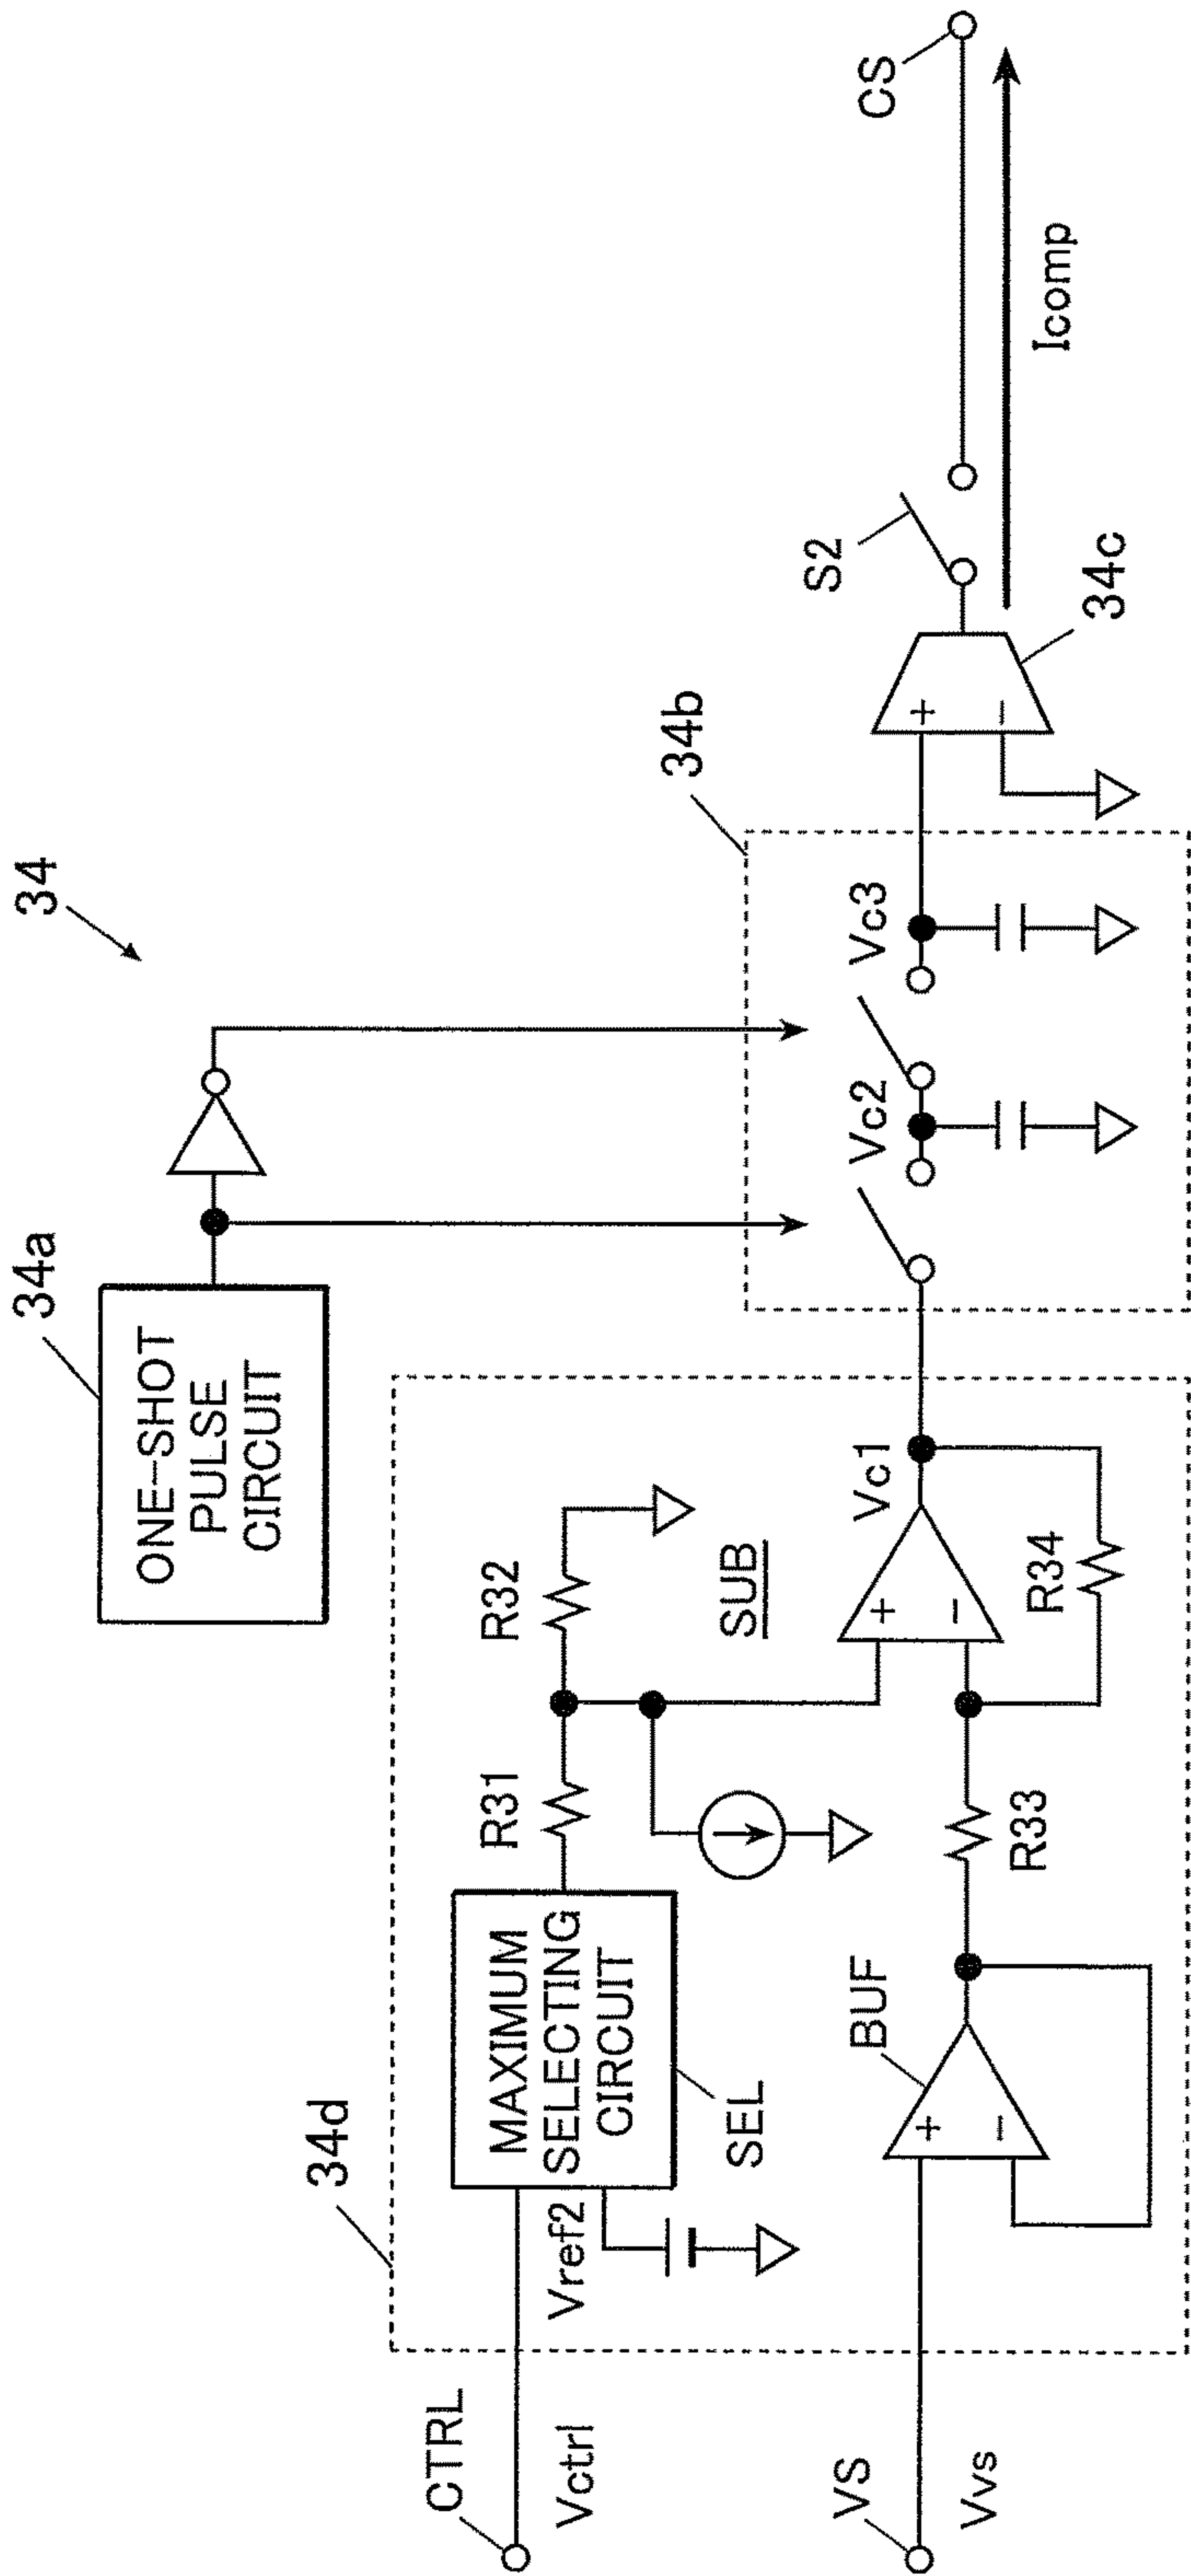 34
34a
ONE-SHOT
PULSE
CIRCUIT
34d
CTRL
Vctrl
Vref2
MAXIMUM
SELECTING
CIRCUIT
SEL
R31
R32
SUB
+
−
Vc1
R34
R33
BUF
+
−
VS
Vvs
34b
Vc2
Vc3
+
−
34c
S2
CS
Icomp